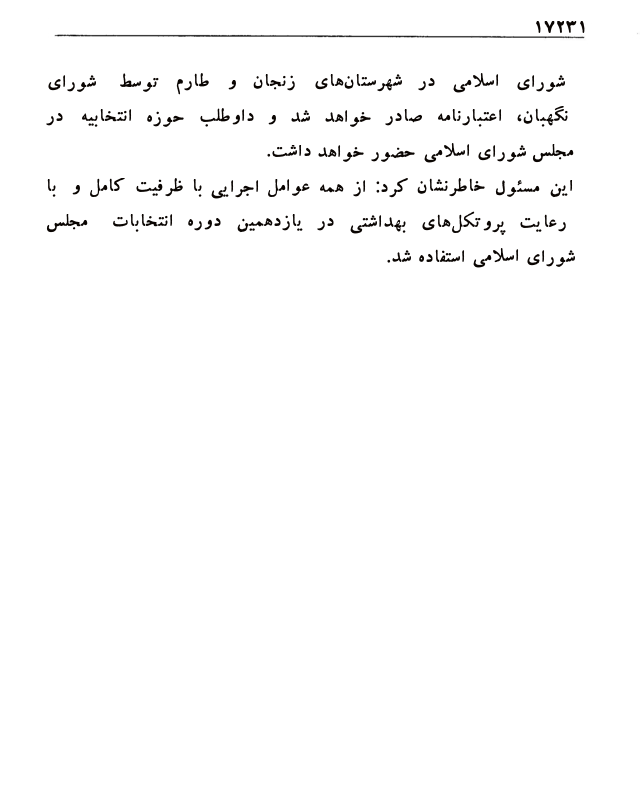 ۱۷۲۳۱
شورای اسلامی در شهرستان‌های زنجان و طارم توسط شورای
نگهبان، اعتبارنامه صادر خواهد شد و داوطلب حوزه انتخابیه در
مجلس شورای اسلامی حضور خواهد داشت.
این مسئول خاطرنشان کرد: از همه عوامل اجرایی با ظرفیت کامل و با
رعایت پروتکل‌های بهداشتی در یازدهمین دوره انتخابات مجلس
شورای اسلامی استفاده شد.